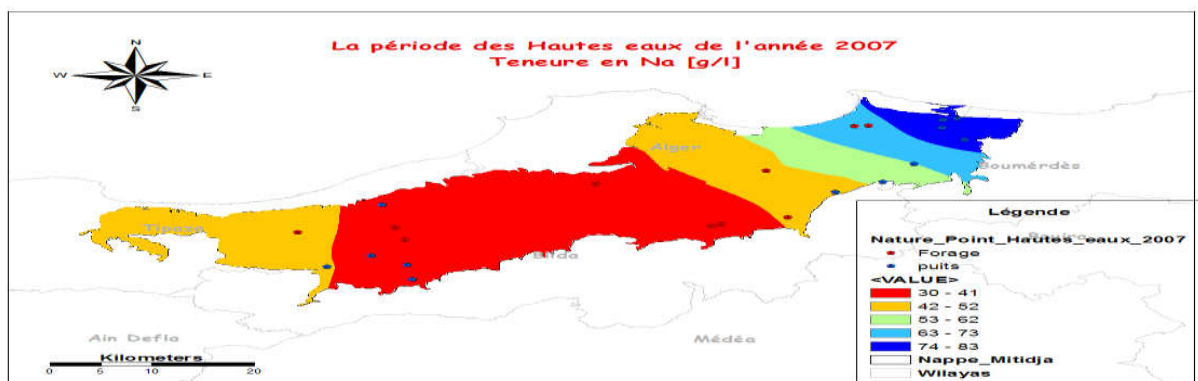 La période des Hautes eaux de l'année 2007
Teneure en Na [g/l]
N
W
E
S
Alger
Boumérdès
Tipaza
Blida
Bouira
Ain Defla
Médéa
Kilometers
0 5 10 20
Légende
Nature_Point_Hautes_eaux_2007
Forage
puits
<VALUE>
30 - 41
42 - 52
53 - 62
63 - 73
74 - 83
Nappe_Mitidja
Wilayas